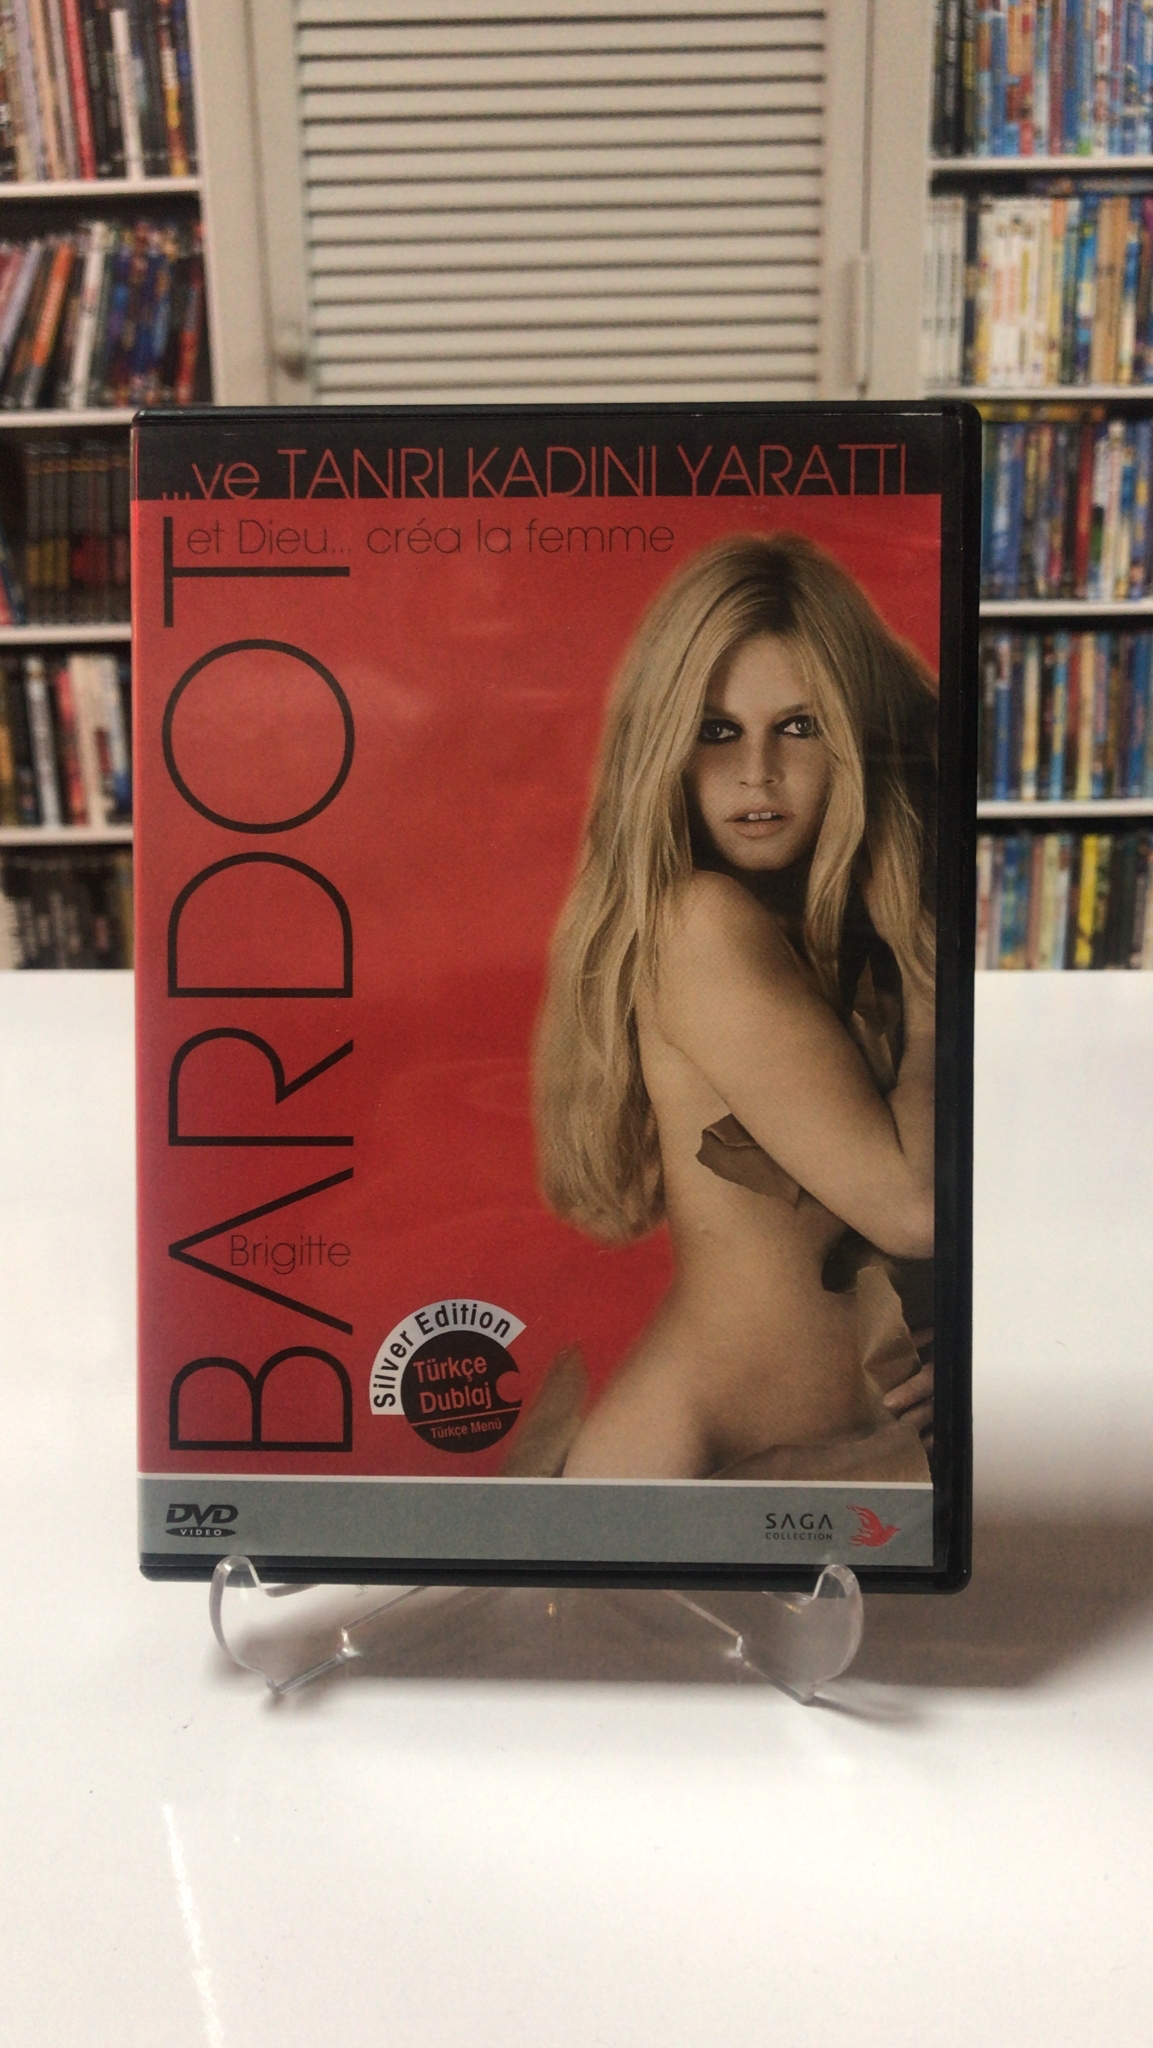 ...ve TANRI KADINI YARATTI
et Dieu... créa la femme
BARDOT
Brigitte
Silver Edition
Türkçe
Dublaj
Türkçe Menü
DVD
VIDEO
SAGA
COLLECTION